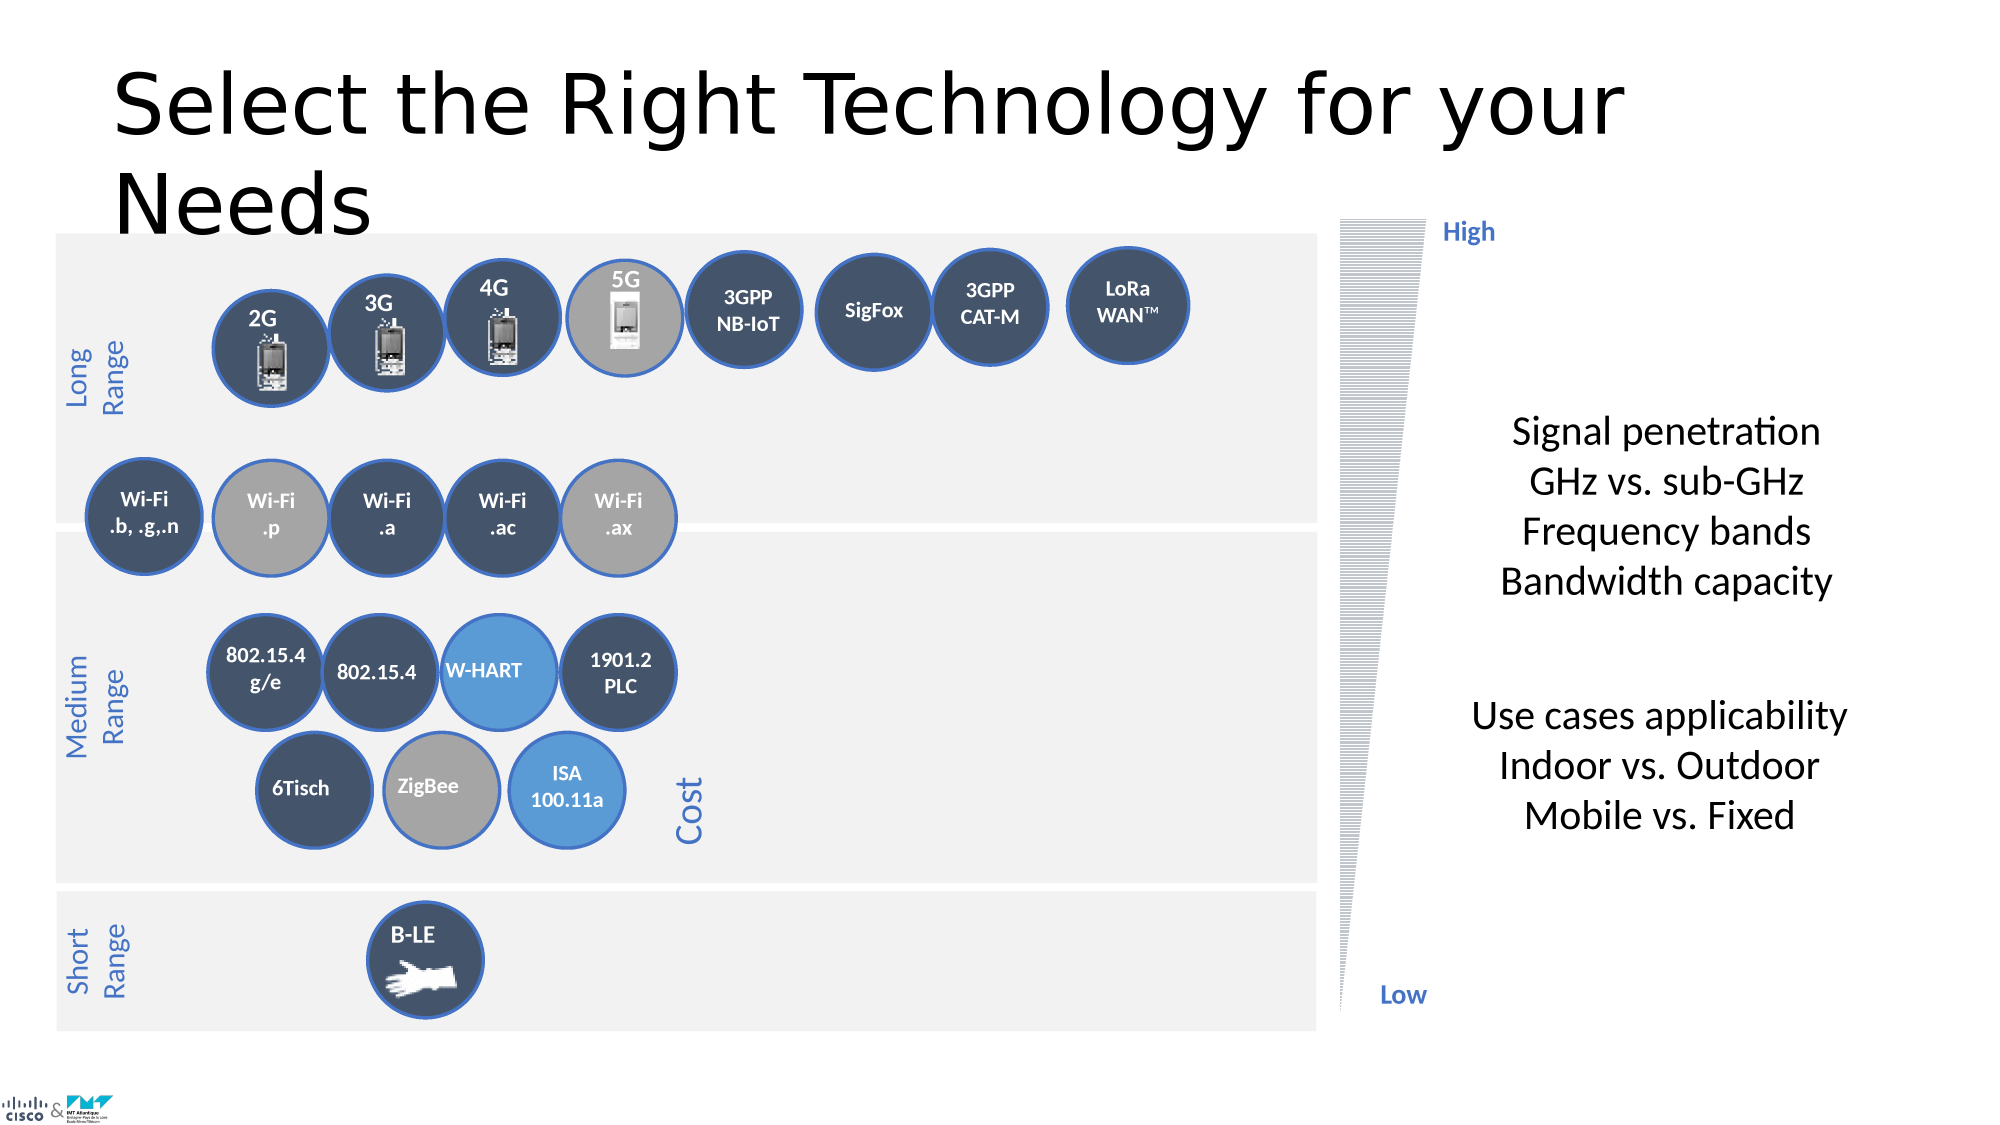 Select the Right Technology for your
Needs
High
Long
Range
2G
3G
4G
5G
3GPP
NB-IoT
SigFox
3GPP
CAT-M
LoRa
WAN™
Wi-Fi
.b, .g,.n
Wi-Fi
.p
Wi-Fi
.a
Wi-Fi
.ac
Wi-Fi
.ax
Signal penetration
GHz vs. sub-GHz
Frequency bands
Bandwidth capacity
Medium
Range
802.15.4
g/e
802.15.4
W-HART
1901.2
PLC
6Tisch
ZigBee
ISA
100.11a
Cost
Use cases applicability
Indoor vs. Outdoor
Mobile vs. Fixed
Short
Range
B-LE
Low
CISCO
&
IMT Atlantique